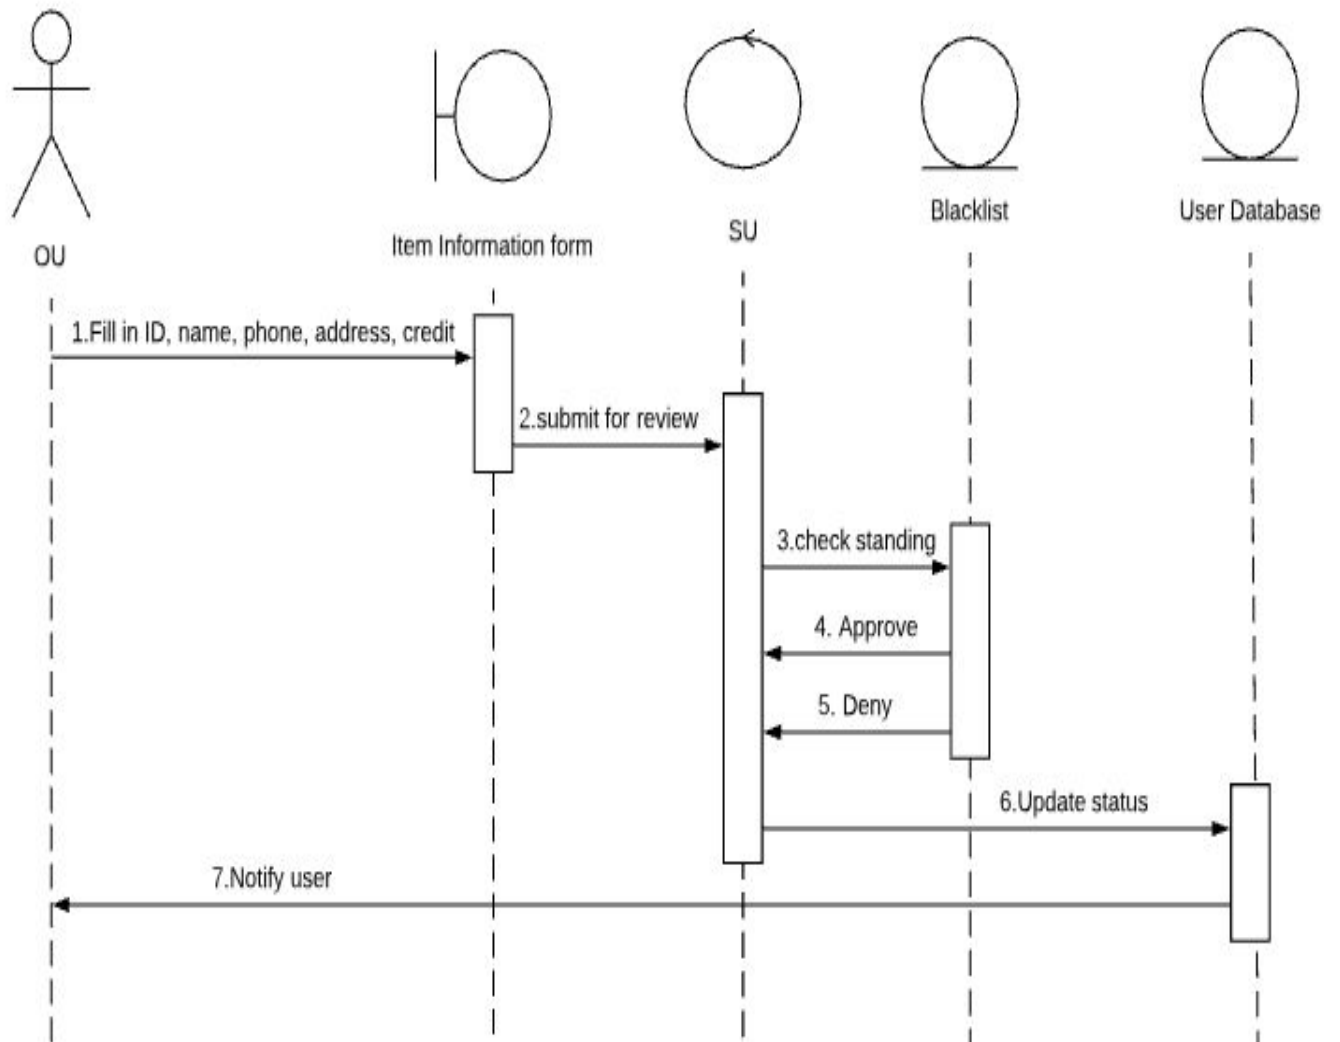 OU
Item Information form
SU
Blacklist
User Database
1.Fill in ID, name, phone, address, credit
2.submit for review
3.check standing
4. Approve
5. Deny
6.Update status
7.Notify user